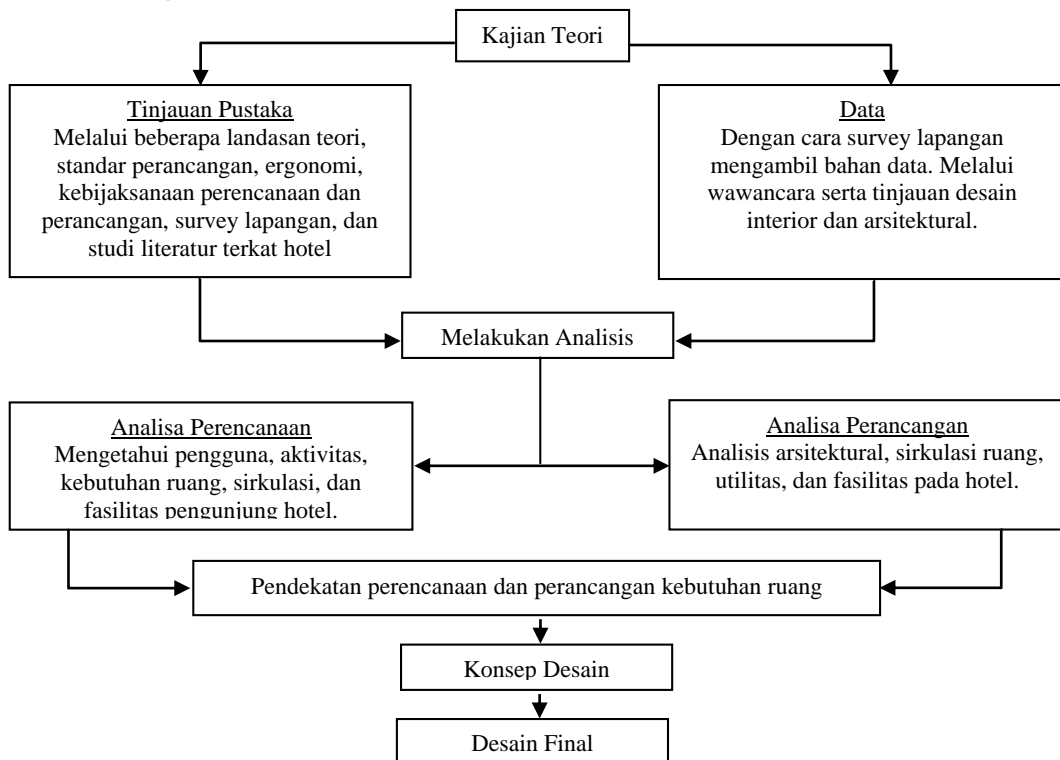 Kajian Teori
Tinjauan Pustaka
Melalui beberapa landasan teori,
standar perancangan, ergonomi,
kebijaksanaan perencanaan dan
perancangan, survey lapangan, dan
studi literatur terkat hotel
Data
Dengan cara survey lapangan
mengambil bahan data. Melalui
wawancara serta tinjauan desain
interior dan arsitektural.
Melakukan Analisis
Analisa Perencanaan
Mengetahui pengguna, aktivitas,
kebutuhan ruang, sirkulasi, dan
fasilitas pengunjung hotel.
Analisa Perancangan
Analisis arsitektural, sirkulasi ruang,
utilitas, dan fasilitas pada hotel.
Pendekatan perencanaan dan perancangan kebutuhan ruang
Konsep Desain
Desain Final